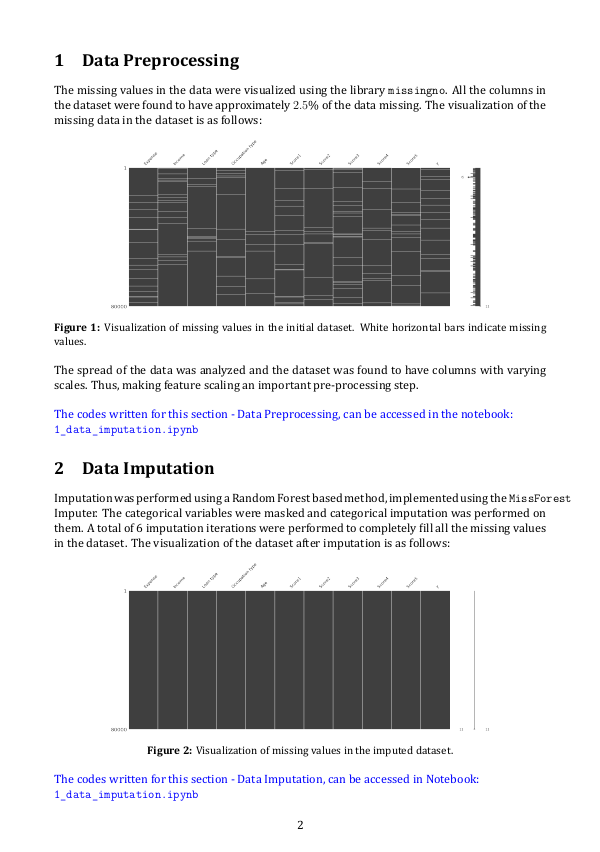 1 Data Preprocessing
The missing values in the data were visualized using the library missingno. All the columns in
the dataset were found to have approximately 2.5% of the data missing. The visualization of the
missing data in the dataset is as follows:
Expense Income Loan type Occupation type Age Score1 Score2 Score3 Score4 Score5 Y
1
80000
11
Figure 1: Visualization of missing values in the initial dataset. White horizontal bars indicate missing
values.
The spread of the data was analyzed and the dataset was found to have columns with varying
scales. Thus, making feature scaling an important pre-processing step.
The codes written for this section - Data Preprocessing, can be accessed in the notebook:
1_data_imputation.ipynb
2 Data Imputation
Imputation was performed using a Random Forest based method, implemented using the MissForest
Imputer. The categorical variables were masked and categorical imputation was performed on
them. A total of 6 imputation iterations were performed to completely fill all the missing values
in the dataset. The visualization of the dataset after imputation is as follows:
Expense Income Loan type Occupation type Age Score1 Score2 Score3 Score4 Score5 Y
1
80000 11 11
Figure 2: Visualization of missing values in the imputed dataset.
The codes written for this section - Data Imputation, can be accessed in Notebook:
1_data_imputation.ipynb
2